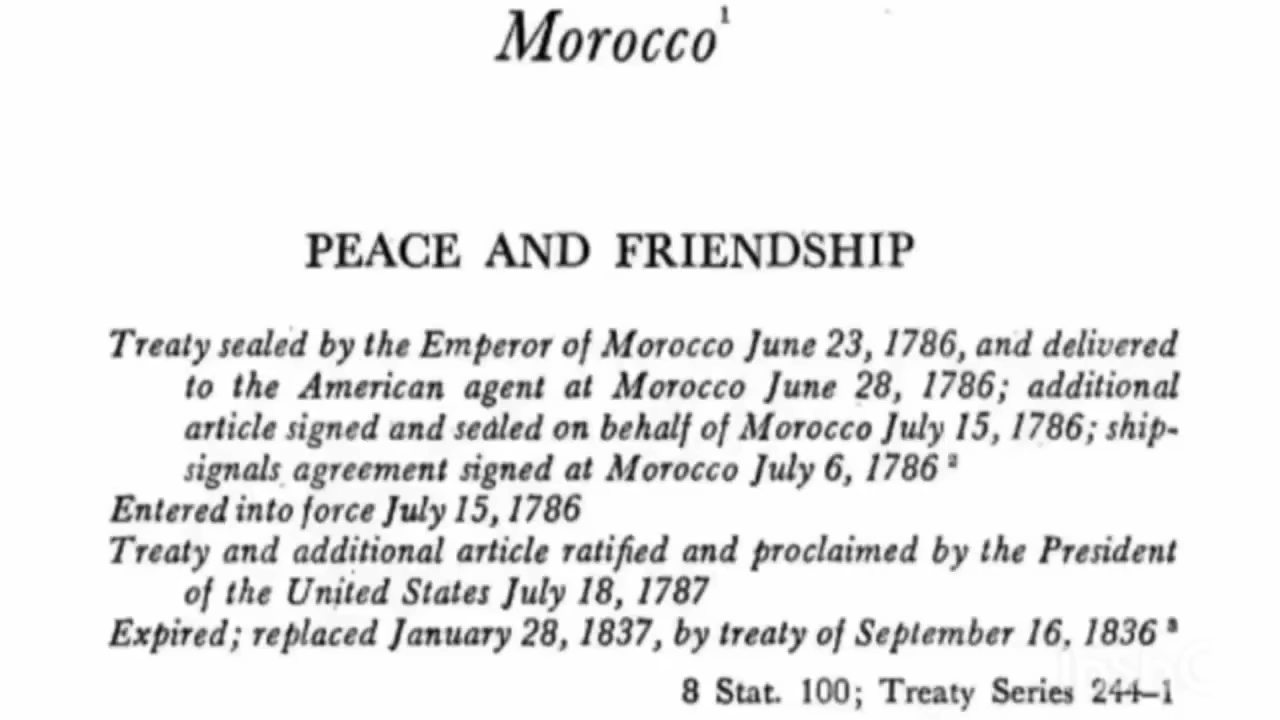 Morocco¹
PEACE AND FRIENDSHIP
Treaty sealed by the Emperor of Morocco June 23, 1786, and delivered
to the American agent at Morocco June 28, 1786; additional
article signed and sealed on behalf of Morocco July 15, 1786; ship-
signals agreement signed at Morocco July 6, 1786 ²
Entered into force July 15, 1786
Treaty and additional article ratified and proclaimed by the President
of the United States July 18, 1787
Expired; replaced January 28, 1837, by treaty of September 16, 1836 ³
8 Stat. 100; Treaty Series 244–1